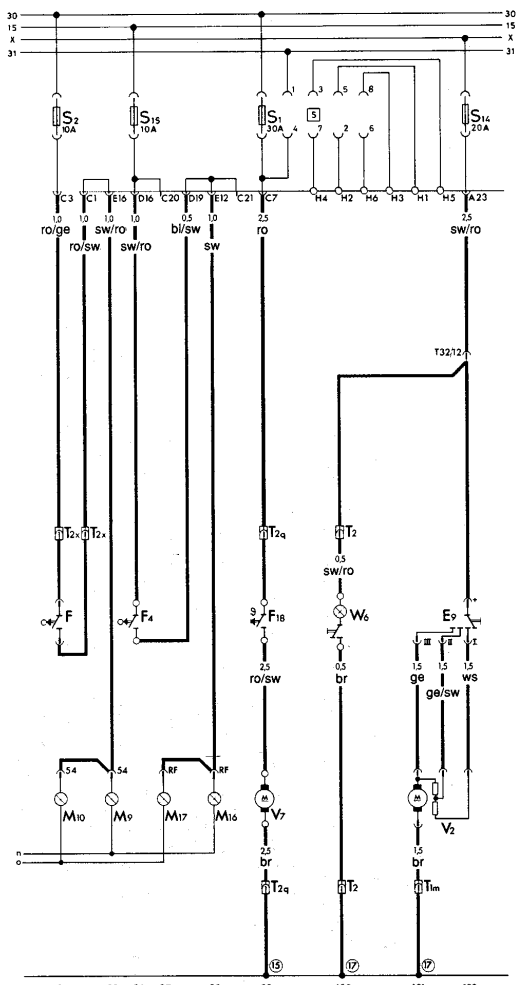 30 30
15 15
X X
31 31
1 3 5 8
S2 S15 S1 S S14
10A 10A 30A 20A
4 7 2 6
C3 C1 E16 D16 C20 D19 E12 C21 C7 H4 H2 H6 H3 H1 H5 A23
1,0 1,0 1,0 1,0 0,5 1,0 2,5 2,5
ro/ge sw/ro bl/sw ro sw/ro
ro/sw sw/ro sw
T32/12
T2x T2x T2q T2
0,5
sw/ro
+
F F4 S F18 W6 E9
III II I
2,5 0,5 1,5 1,5 1,5
ro/sw br ge ws
ge/sw
54 54 RF RF
M M
M10 M9 M17 M16 V7 V2
2,5 1,5
n br br
o
T2q T2 T1m
15 17 17